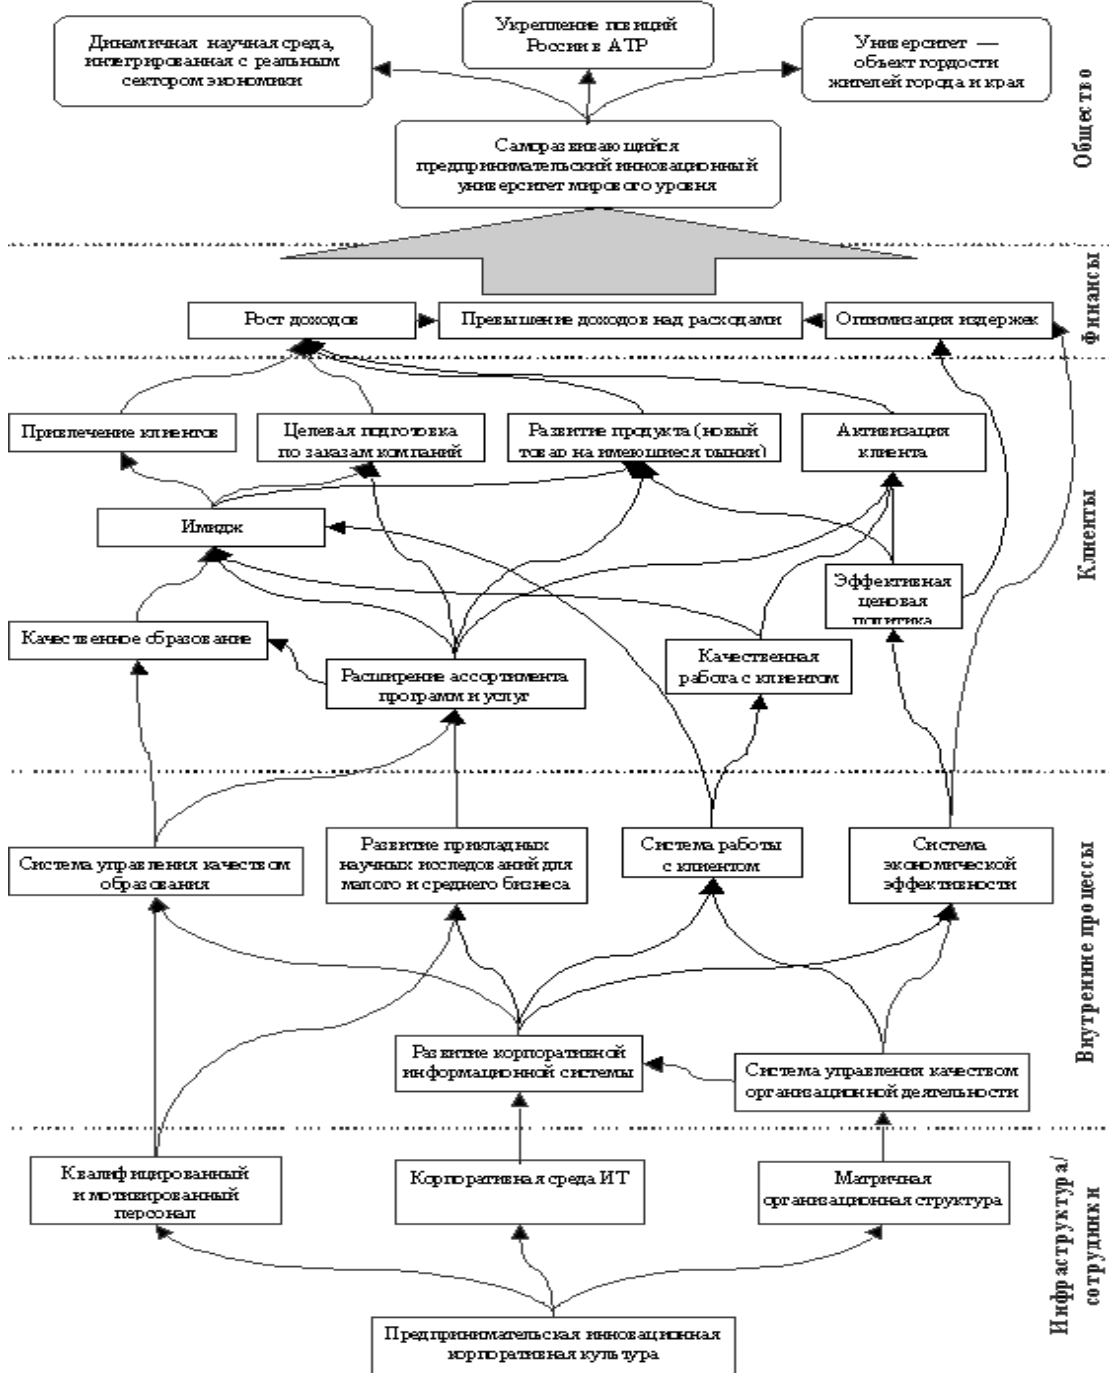 Укрепление позиций
России в АТР
Динамичная научная среда,
интегрированная с реальным
сектором экономики
Университет —
объект гордости
жителей города и края
Саморазвивающийся
предпринимательский инновационный
университет мирового уровня
Общество
Рост доходов
Превышение доходов над расходами
Оптимизация издержек
Финансы
Привлечение клиентов
Целевая подготовка
по заказам компаний
Развитие продукта (новый
товар на имеющиеся рынки)
Активизация
клиента
Имидж
Эффективная
ценовая
политика
Качественное образование
Расширение ассортимента
программ и услуг
Качественная
работа с клиентом
Клиенты
Система управления качеством
образования
Развитие прикладных
научных исследований для
малого и среднего бизнеса
Система работы
с клиентом
Система
экономической
эффективности
Развитие корпоративной
информационной системы
Система управления качеством
организационной деятельности
Внутренние процессы
Квалифицированный
и мотивированный
персонал
Корпоративная среда ИТ
Матричная
организационная структура
Предпринимательская инновационная
корпоративная культура
Инфраструктура/
сотрудники